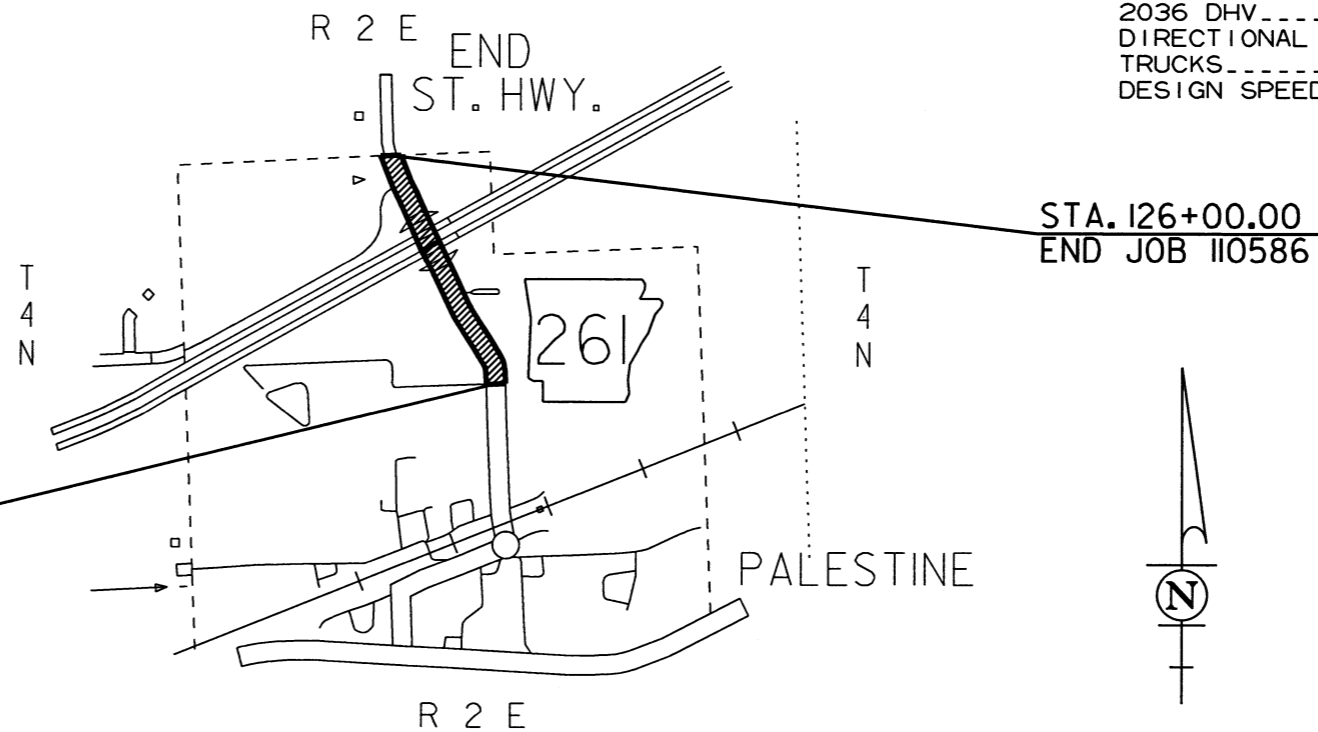 2036 DHV----
DIRECTIONAL
TRUCKS------
DESIGN SPEED
R 2 E
END
ST. HWY.
STA. 126+00.00
END JOB 110586
T
4
N
T
4
N
261
PALESTINE
N
R 2 E